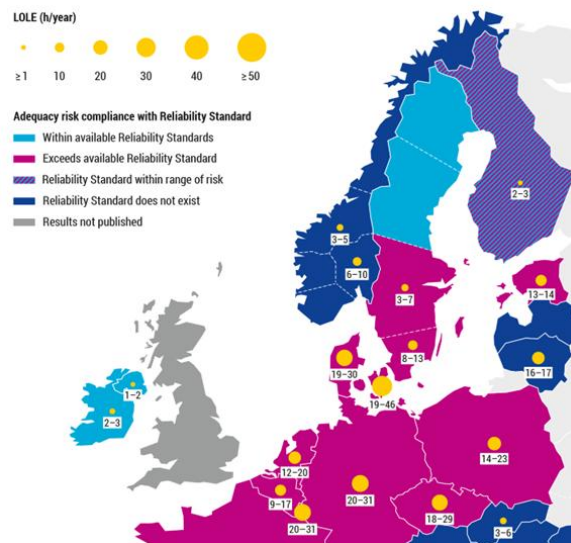 LOLE (h/year)
≥ 1 10 20 30 40 ≥ 50
Adequacy risk compliance with Reliability Standard
Within available Reliability Standards
Exceeds available Reliability Standard
Reliability Standard within range of risk
Reliability Standard does not exist
Results not published
2–3
3–5
6–10
3–7
13–14
8–13
19–30
16–17
1–2
19–46
2–3
14–23
12–20
9–17
20–31
18–29
20–31
3–6